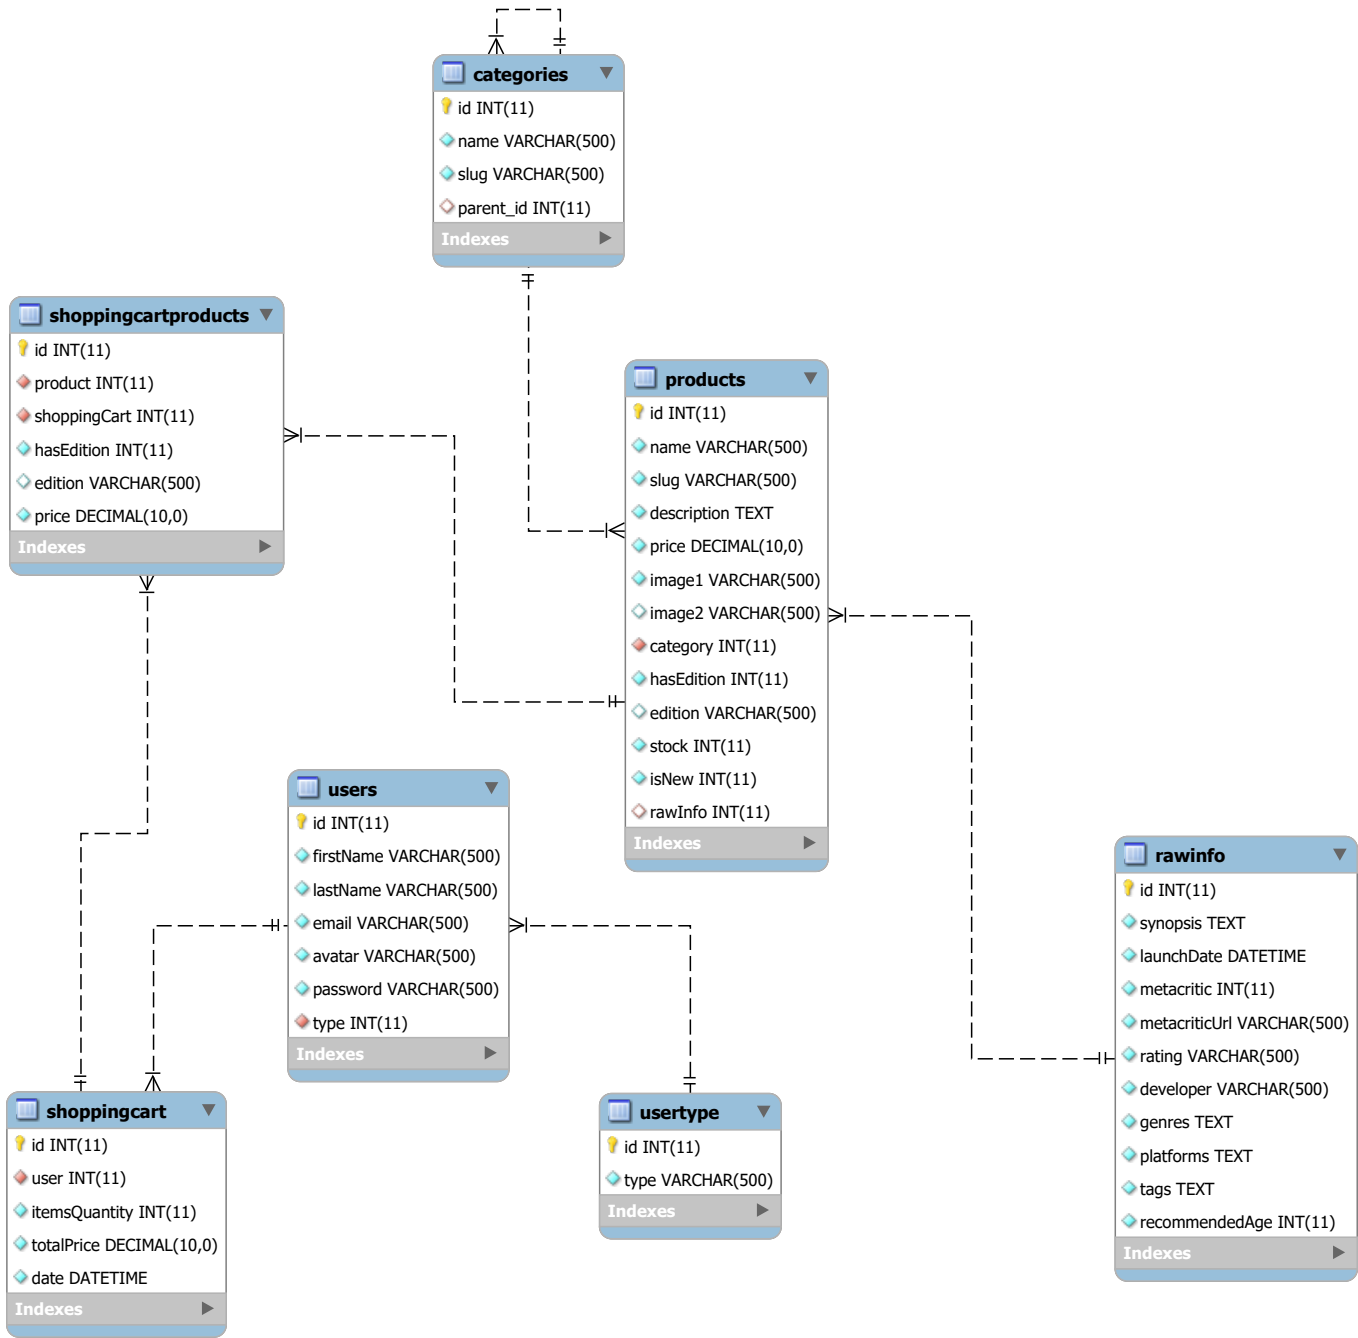 categories
id INT(11)
name VARCHAR(500)
slug VARCHAR(500)
parent_id INT(11)
Indexes
shoppingcartproducts
id INT(11)
product INT(11)
shoppingCart INT(11)
hasEdition INT(11)
edition VARCHAR(500)
price DECIMAL(10,0)
Indexes
products
id INT(11)
name VARCHAR(500)
slug VARCHAR(500)
description TEXT
price DECIMAL(10,0)
image1 VARCHAR(500)
image2 VARCHAR(500)
category INT(11)
hasEdition INT(11)
edition VARCHAR(500)
stock INT(11)
isNew INT(11)
rawInfo INT(11)
Indexes
users
id INT(11)
firstName VARCHAR(500)
lastName VARCHAR(500)
email VARCHAR(500)
avatar VARCHAR(500)
password VARCHAR(500)
type INT(11)
Indexes
rawinfo
id INT(11)
synopsis TEXT
launchDate DATETIME
metacritic INT(11)
metacriticUrl VARCHAR(500)
rating VARCHAR(500)
developer VARCHAR(500)
genres TEXT
platforms TEXT
tags TEXT
recommendedAge INT(11)
Indexes
shoppingcart
id INT(11)
user INT(11)
itemsQuantity INT(11)
totalPrice DECIMAL(10,0)
date DATETIME
Indexes
usertype
id INT(11)
type VARCHAR(500)
Indexes